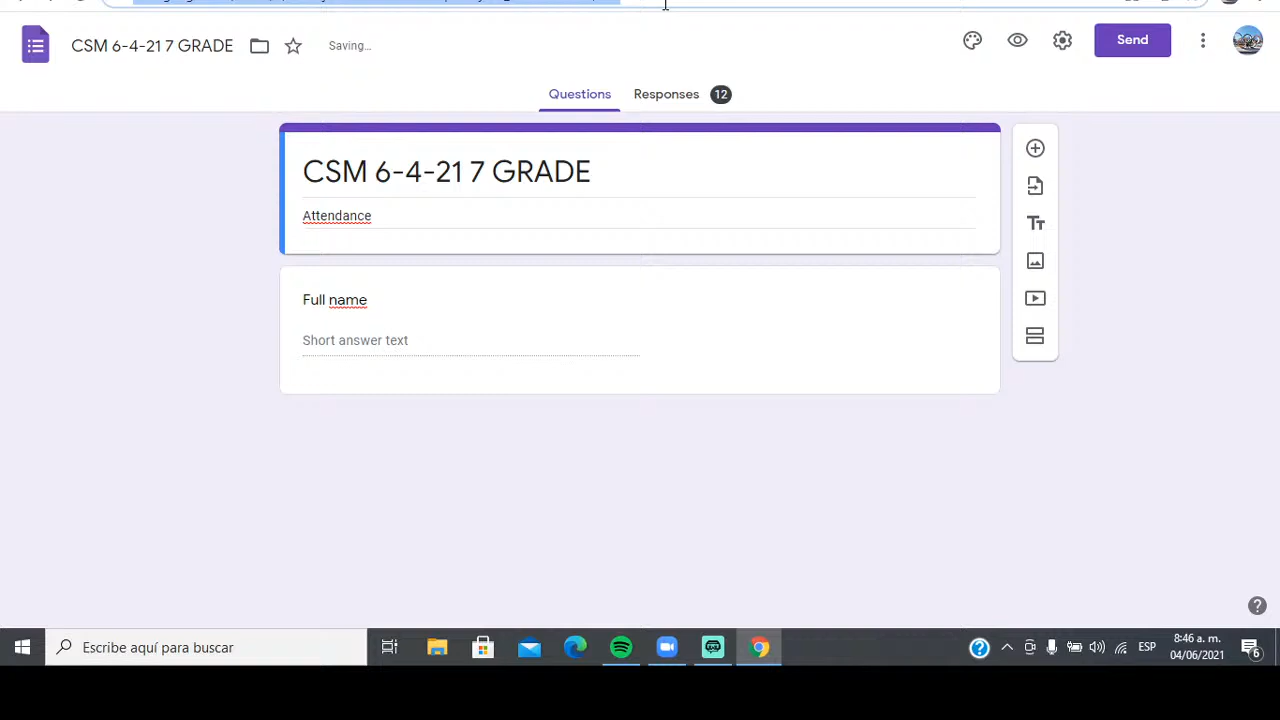 CSM 6-4-21 7 GRADE
Saving...
Send
Questions
Responses 12
CSM 6-4-21 7 GRADE
Attendance
Full name
Short answer text
Escribe aquí para buscar
ESP
8:46 a. m.
04/06/2021
6